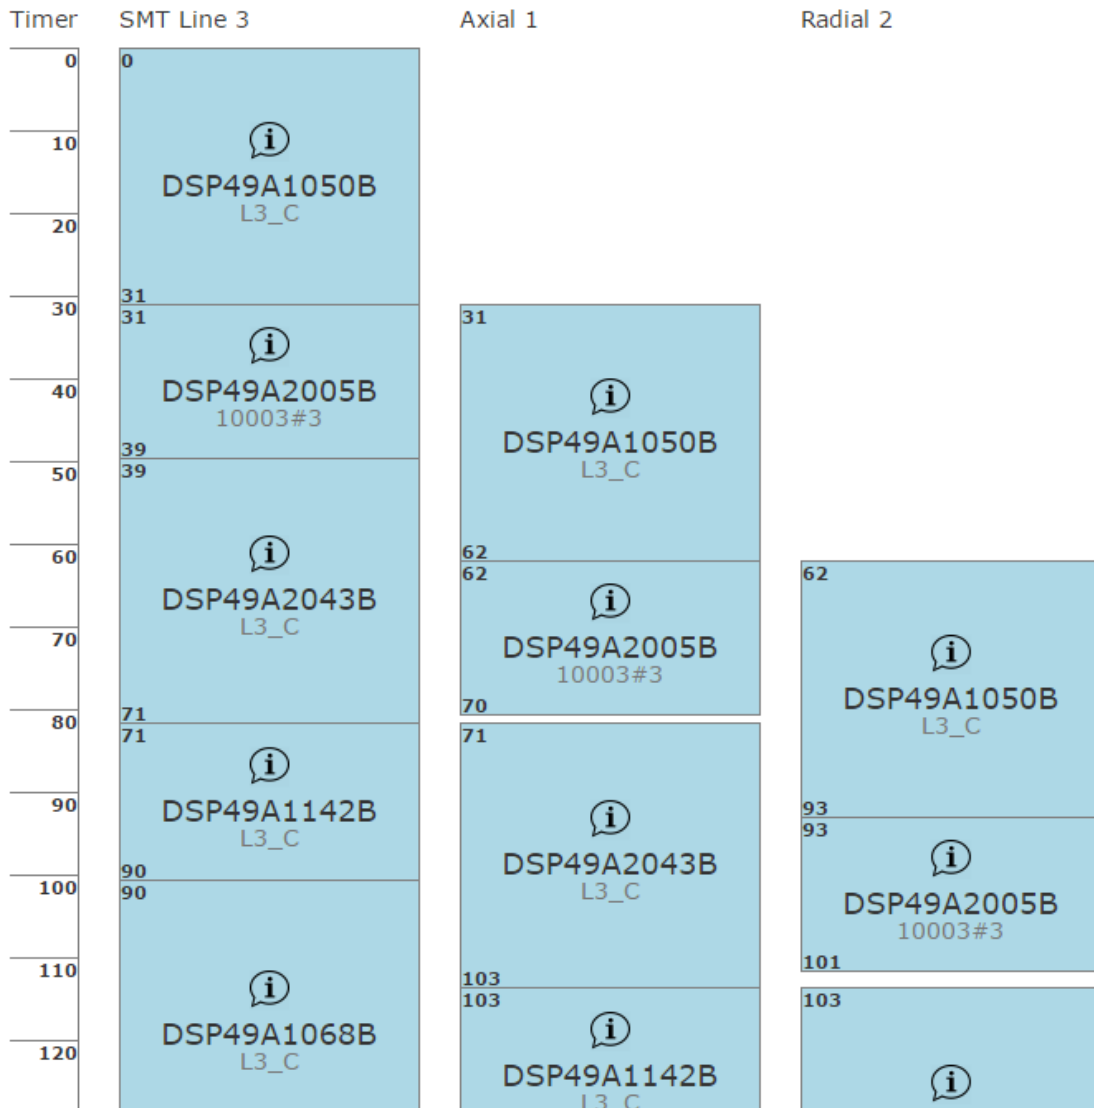 Timer SMT Line 3 Axial 1 Radial 2
0
10
20
30
40
50
60
70
80
90
100
110
120
0
DSP49A1050B
L3_C
31
31
DSP49A2005B
10003#3
39
39
DSP49A2043B
L3_C
71
71
DSP49A1142B
L3_C
90
90
DSP49A1068B
L3_C
31
DSP49A1050B
L3_C
62
62
DSP49A2005B
10003#3
70
71
DSP49A2043B
L3_C
103
103
DSP49A1142B
L3_C
62
DSP49A1050B
L3_C
93
93
DSP49A2005B
10003#3
101
103